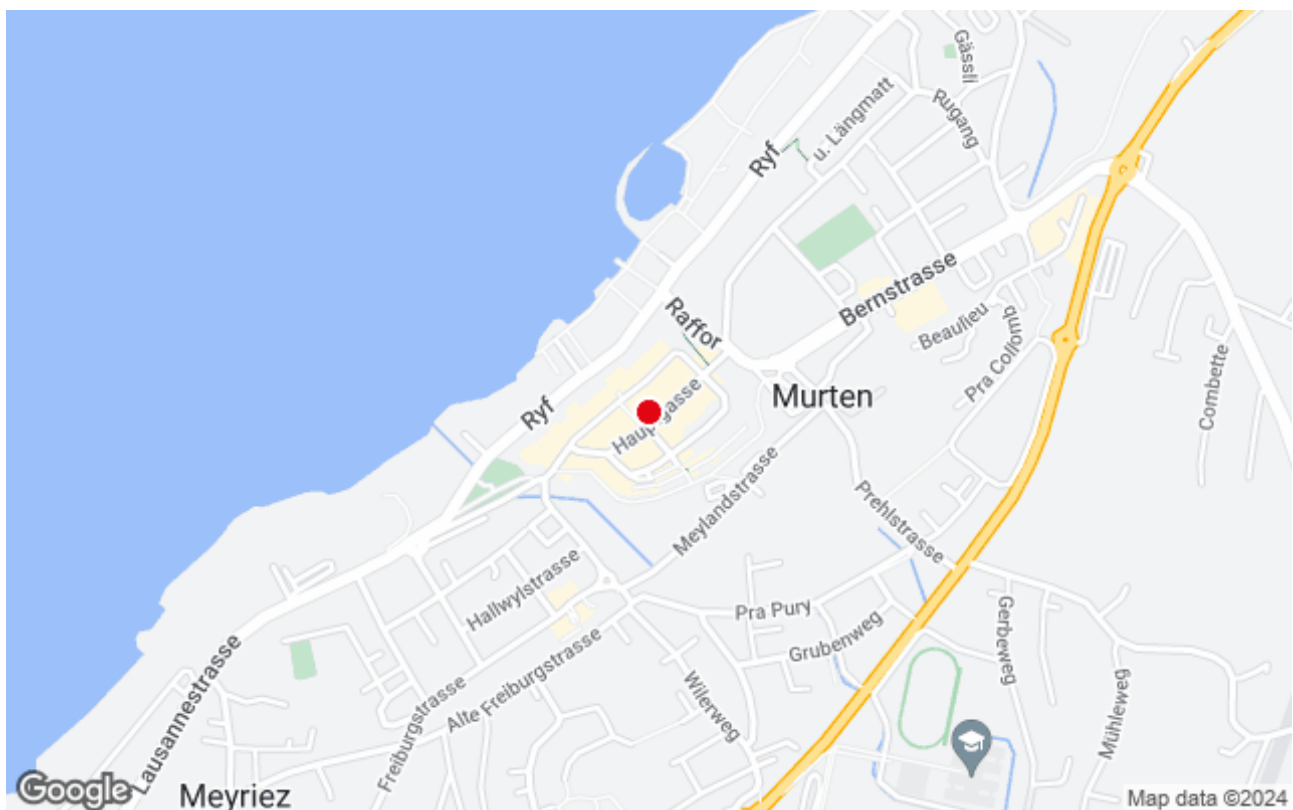 Gässli
Rugang
u. Längmatt
Ryf
Bernstrasse
Raffor
Beaulieu
Pra Collomb
Combette
Murten
Ryf
Hauptgasse
Meylandstrasse
Prehlstrasse
Hallwylstrasse
Pra Pury
Grubenweg
Gerbeweg
Lausannestrasse
Freiburgstrasse
Alte Freiburgstrasse
Wilerweg
Mühleweg
Google
Meyriez
Map data ©2024